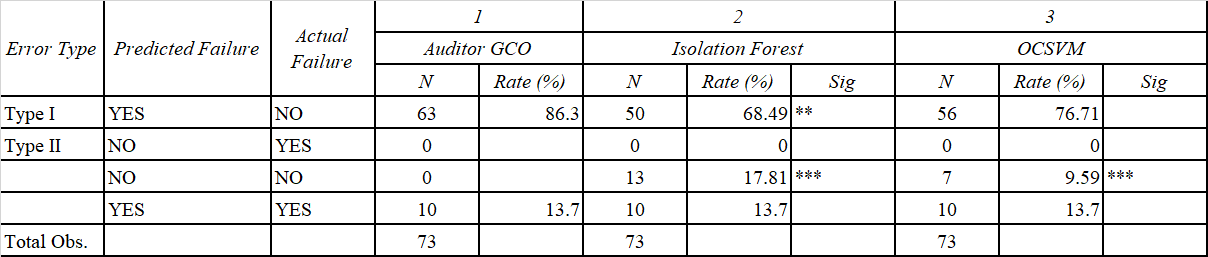 1 2 3
Error Type Predicted Failure Actual Failure Auditor GCO Isolation Forest OCSVM
N Rate (%) N Rate (%) Sig N Rate (%) Sig
Type I YES NO 63 86.3 50 68.49 ** 56 76.71
Type II NO YES 0 0 0 0 0
NO NO 0 13 17.81 *** 7 9.59 ***
YES YES 10 13.7 10 13.7 10 13.7
Total Obs. 73 73 73